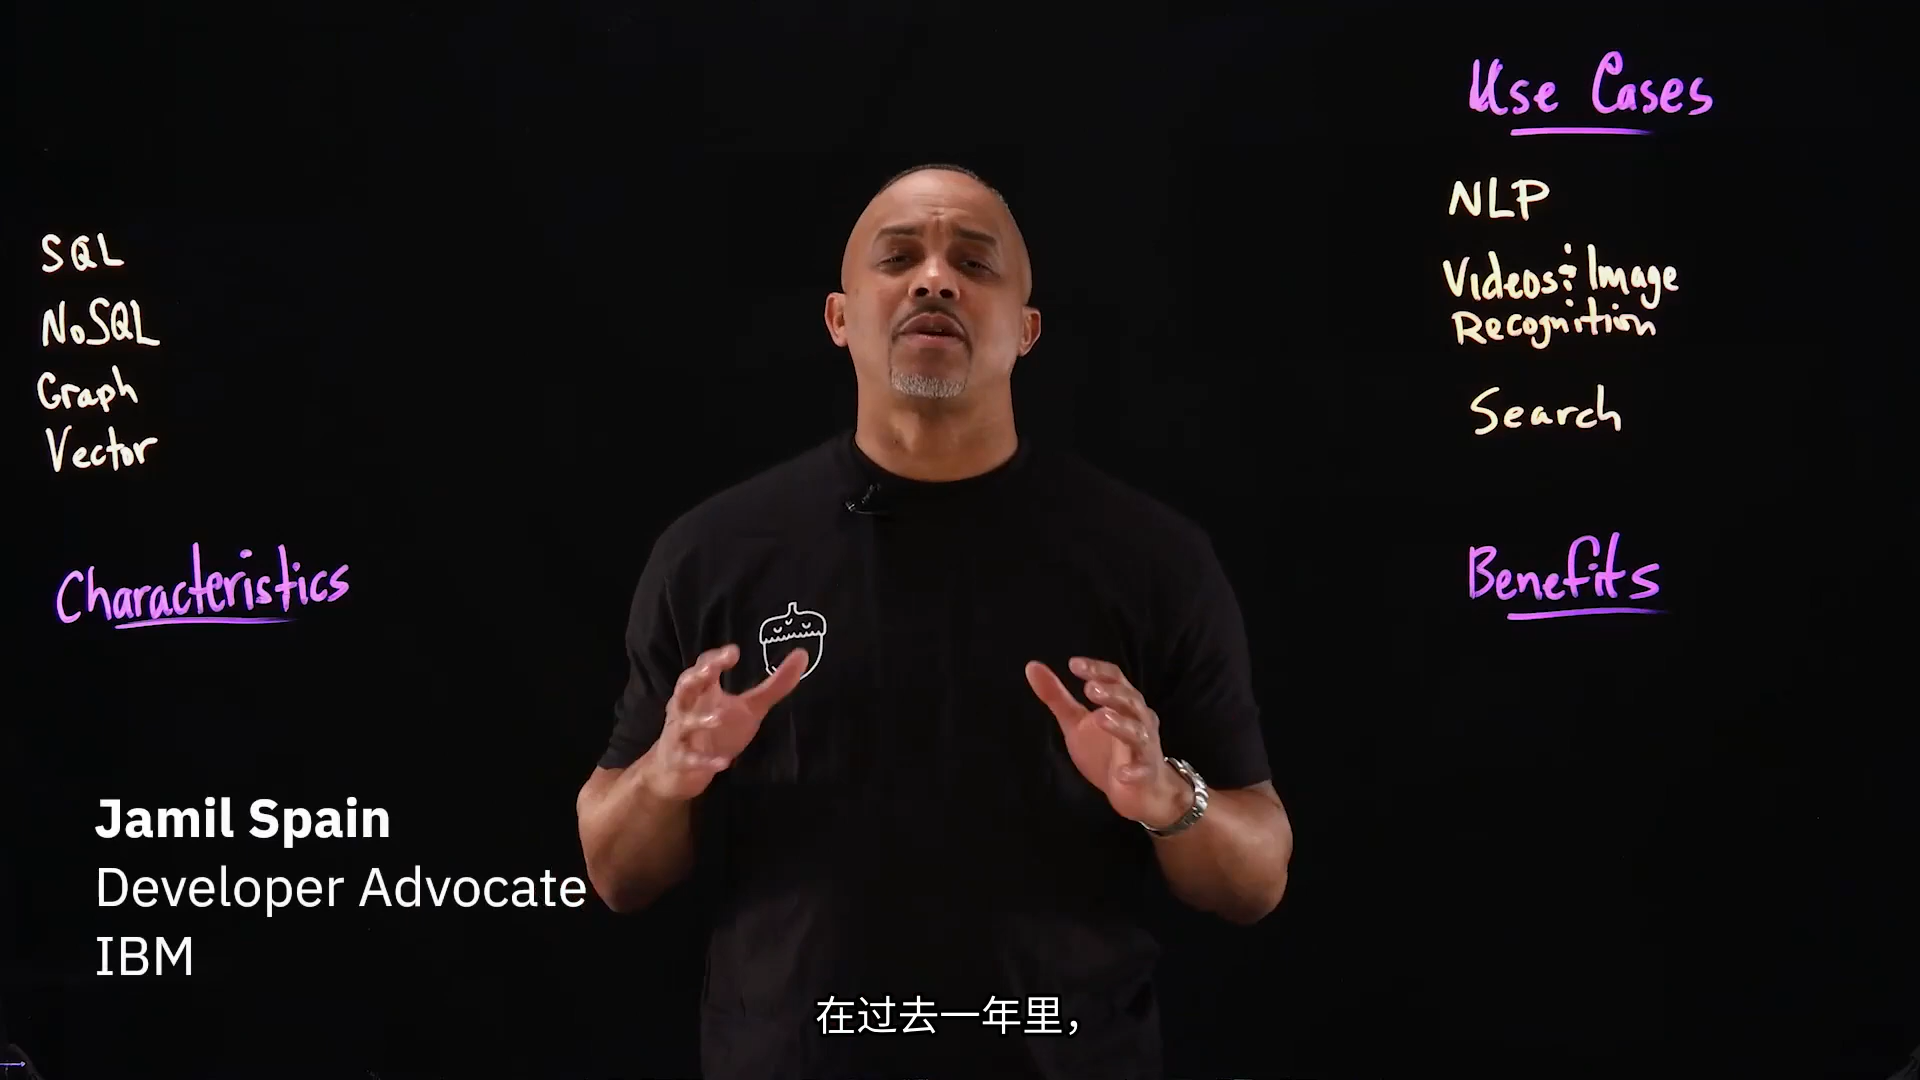 SQL
NoSQL
Graph
Vector
Characteristics
Use Cases
NLP
Videos & Image
Recognition
Search
Benefits
Jamil Spain
Developer Advocate
IBM
在过去一年里，